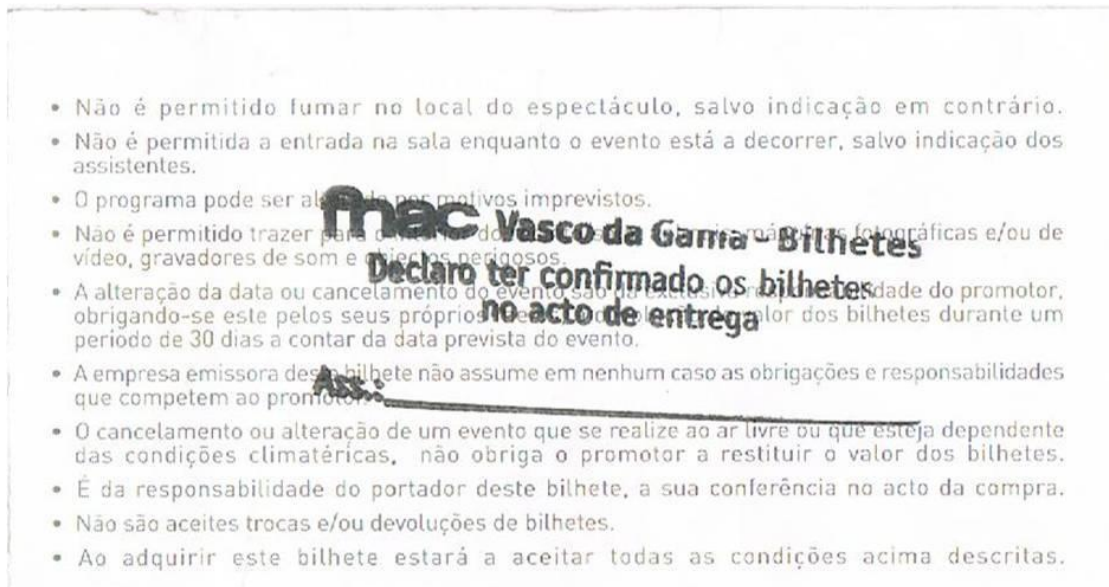 • Não é permitido fumar no local do espectáculo, salvo indicação em contrário.
• Não é permitida a entrada na sala enquanto o evento está a decorrer, salvo indicação dos
assistentes.
• O programa pode ser por motivos imprevistos.
fnac Vasco da Gama - Bilhetes
• Não é permitido trazer para fotográficas e/ou de
vídeo, gravadores de som e objectos perigosos.
Declaro ter confirmado os bilhetes
• A alteração da data ou cancelamento do evento são da do promotor,
obrigando-se este pelos seus próprios valor dos bilhetes durante um
no acto de entrega
período de 30 dias a contar da data prevista do evento.
• A empresa emissora deste bilhete não assume em nenhum caso as obrigações e responsabilidades
Ass.:
que competem ao promotor.
• O cancelamento ou alteração de um evento que se realize ao ar livre ou que esteja dependente
das condições climatéricas, não obriga o promotor a restituir o valor dos bilhetes.
• É da responsabilidade do portador deste bilhete, a sua conferência no acto da compra.
• Não são aceites trocas e/ou devoluções de bilhetes.
• Ao adquirir este bilhete estará a aceitar todas as condições acima descritas.